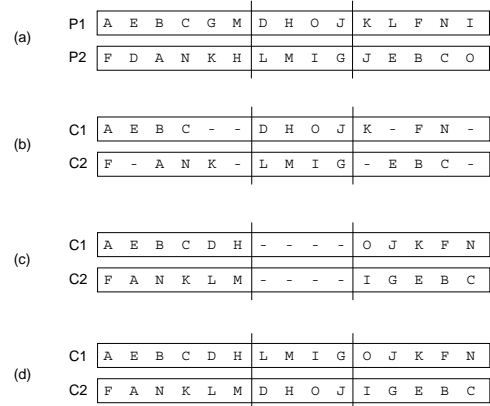 (a)
P1 A E B C G M D H O J K L F N I
P2 F D A N K H L M I G J E B C O
(b)
C1 A E B C - - D H O J K - F N -
C2 F - A N K - L M I G - E B C -
(c)
C1 A E B C D H - - - - O J K F N
C2 F A N K L M - - - - I G E B C
(d)
C1 A E B C D H L M I G O J K F N
C2 F A N K L M D H O J I G E B C